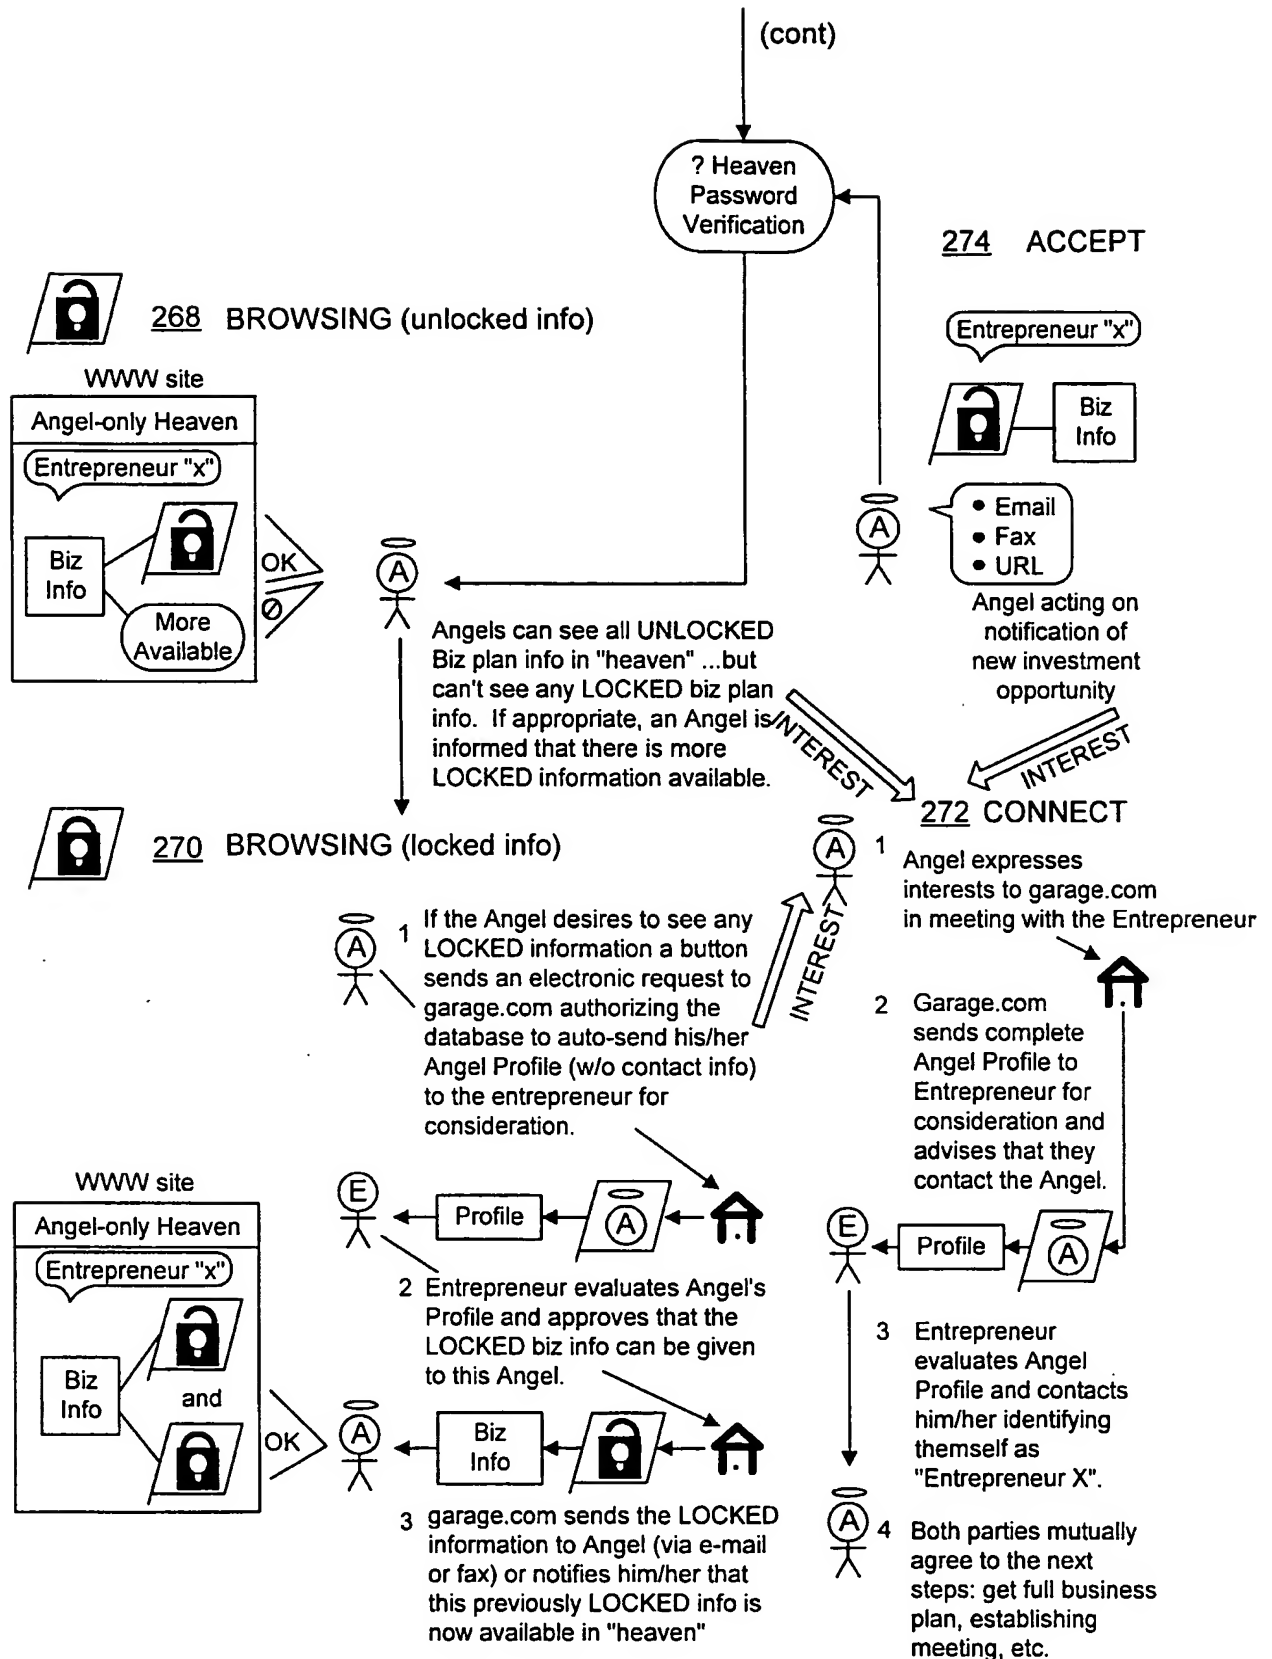 (cont)
? Heaven
Password
Verification
274 ACCEPT
268 BROWSING (unlocked info)
Entrepreneur "x"
WWW site
Angel-only Heaven
Biz
Info
Entrepreneur "x"
• Email
• Fax
• URL
A
Biz
Info
OK
A
More
Available
Angel acting on
notification of
new investment
opportunity
Angels can see all UNLOCKED
Biz plan info in "heaven" ...but
can't see any LOCKED biz plan
info. If appropriate, an Angel is
informed that there is more
LOCKED information available.
INTEREST
INTEREST
272 CONNECT
270 BROWSING (locked info)
A
1 Angel expresses
interests to garage.com
in meeting with the Entrepreneur
A
1 If the Angel desires to see any
LOCKED information a button
sends an electronic request to
garage.com authorizing the
database to auto-send his/her
Angel Profile (w/o contact info)
to the entrepreneur for
consideration.
INTEREST
2 Garage.com
sends complete
Angel Profile to
Entrepreneur for
consideration and
advises that they
contact the Angel.
WWW site
Angel-only Heaven
Entrepreneur "x"
Biz
Info
and
OK
E
Profile
A
E
Profile
A
2 Entrepreneur evaluates Angel's
Profile and approves that the
LOCKED biz info can be given
to this Angel.
3 Entrepreneur
evaluates Angel
Profile and contacts
him/her identifying
themself as
"Entrepreneur X".
A
Biz
Info
3 garage.com sends the LOCKED
information to Angel (via e-mail
or fax) or notifies him/her that
this previously LOCKED info is
now available in "heaven"
A
4 Both parties mutually
agree to the next
steps: get full business
plan, establishing
meeting, etc.